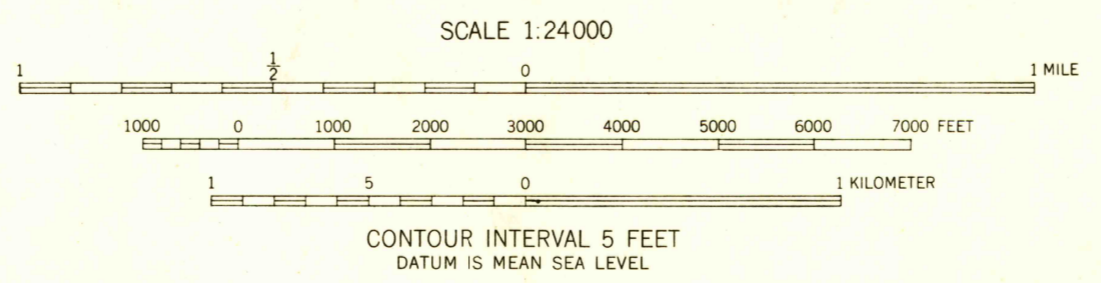 SCALE 1:24000
1 1/2 0 1 MILE
1000 0 1000 2000 3000 4000 5000 6000 7000 FEET
1 5 0 1 KILOMETER
CONTOUR INTERVAL 5 FEET
DATUM IS MEAN SEA LEVEL